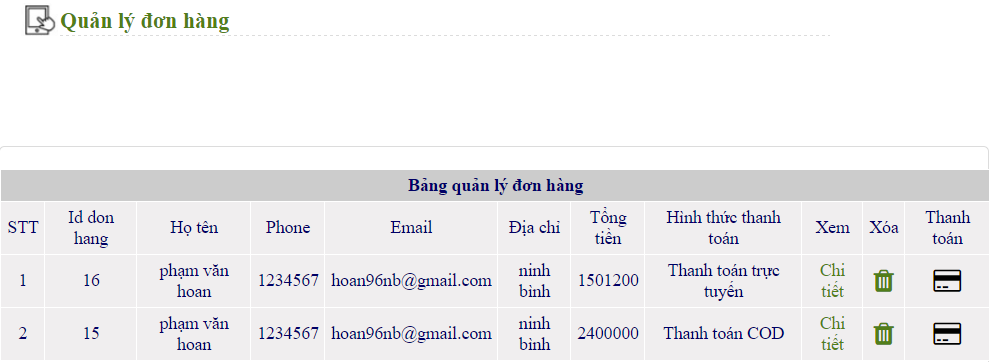 Quản lý đơn hàng
Bảng quản lý đơn hàng
STT Id don hang Họ tên Phone Email Địa chỉ Tổng tiền Hình thức thanh toán Xem Xóa Thanh toán
1 16 phạm văn hoan 1234567 hoan96nb@gmail.com ninh bình 1501200 Thanh toán trực tuyến Chi tiết
2 15 phạm văn hoan 1234567 hoan96nb@gmail.com ninh bình 2400000 Thanh toán COD Chi tiết